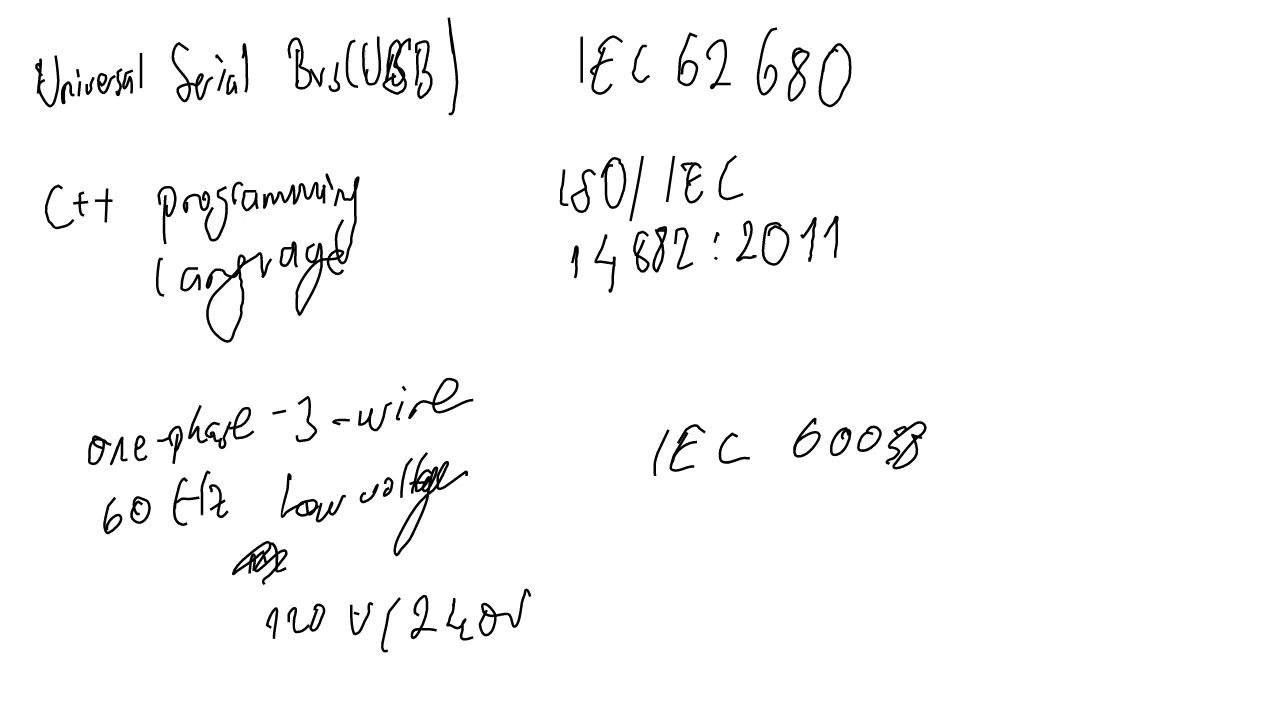 Universal Serial Bus(USB) IEC 62680
C++ programming ISO/IEC
language 14882:2011
one-phase-3-wire IEC 60038
60 Hz Low voltage
120 V/240V